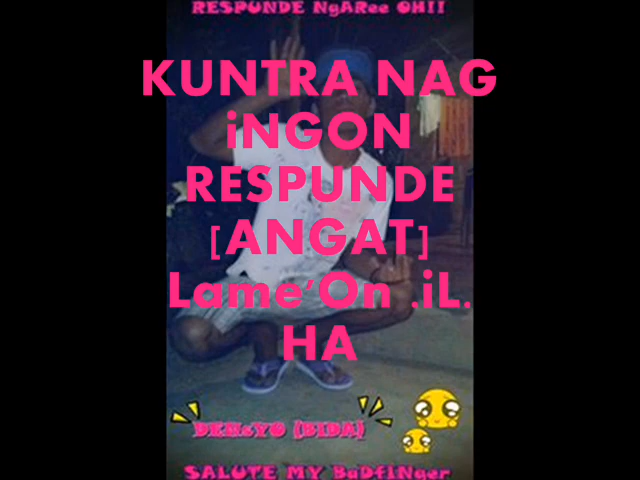 RESPUNDE NgARee OH!!
KUNTRA NAG
iNGON
RESPUNDE
[ANGAT]
Lame'On .iL.
HA
SALUTE MY BaDfINger